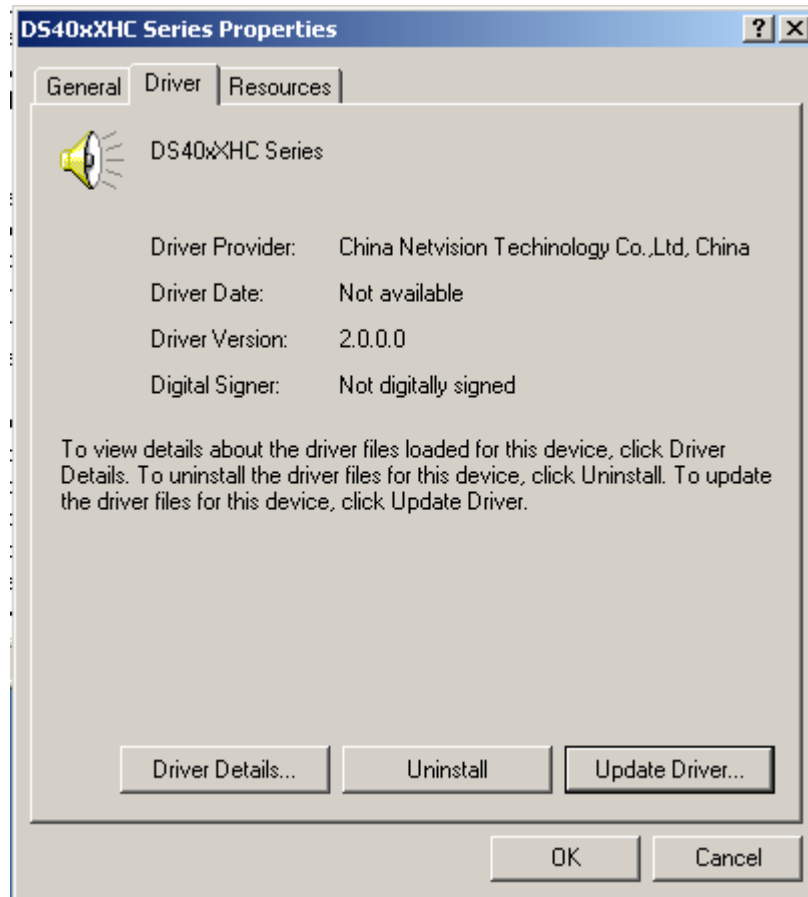 DS40xXHC Series Properties
?
General Driver Resources
DS40xXHC Series
Driver Provider: China Netvision Techinology Co.,Ltd, China
Driver Date: Not available
Driver Version: 2.0.0.0
Digital Signer: Not digitally signed
To view details about the driver files loaded for this device, click Driver
Details. To uninstall the driver files for this device, click Uninstall. To update
the driver files for this device, click Update Driver.
Driver Details... Uninstall Update Driver...
OK Cancel